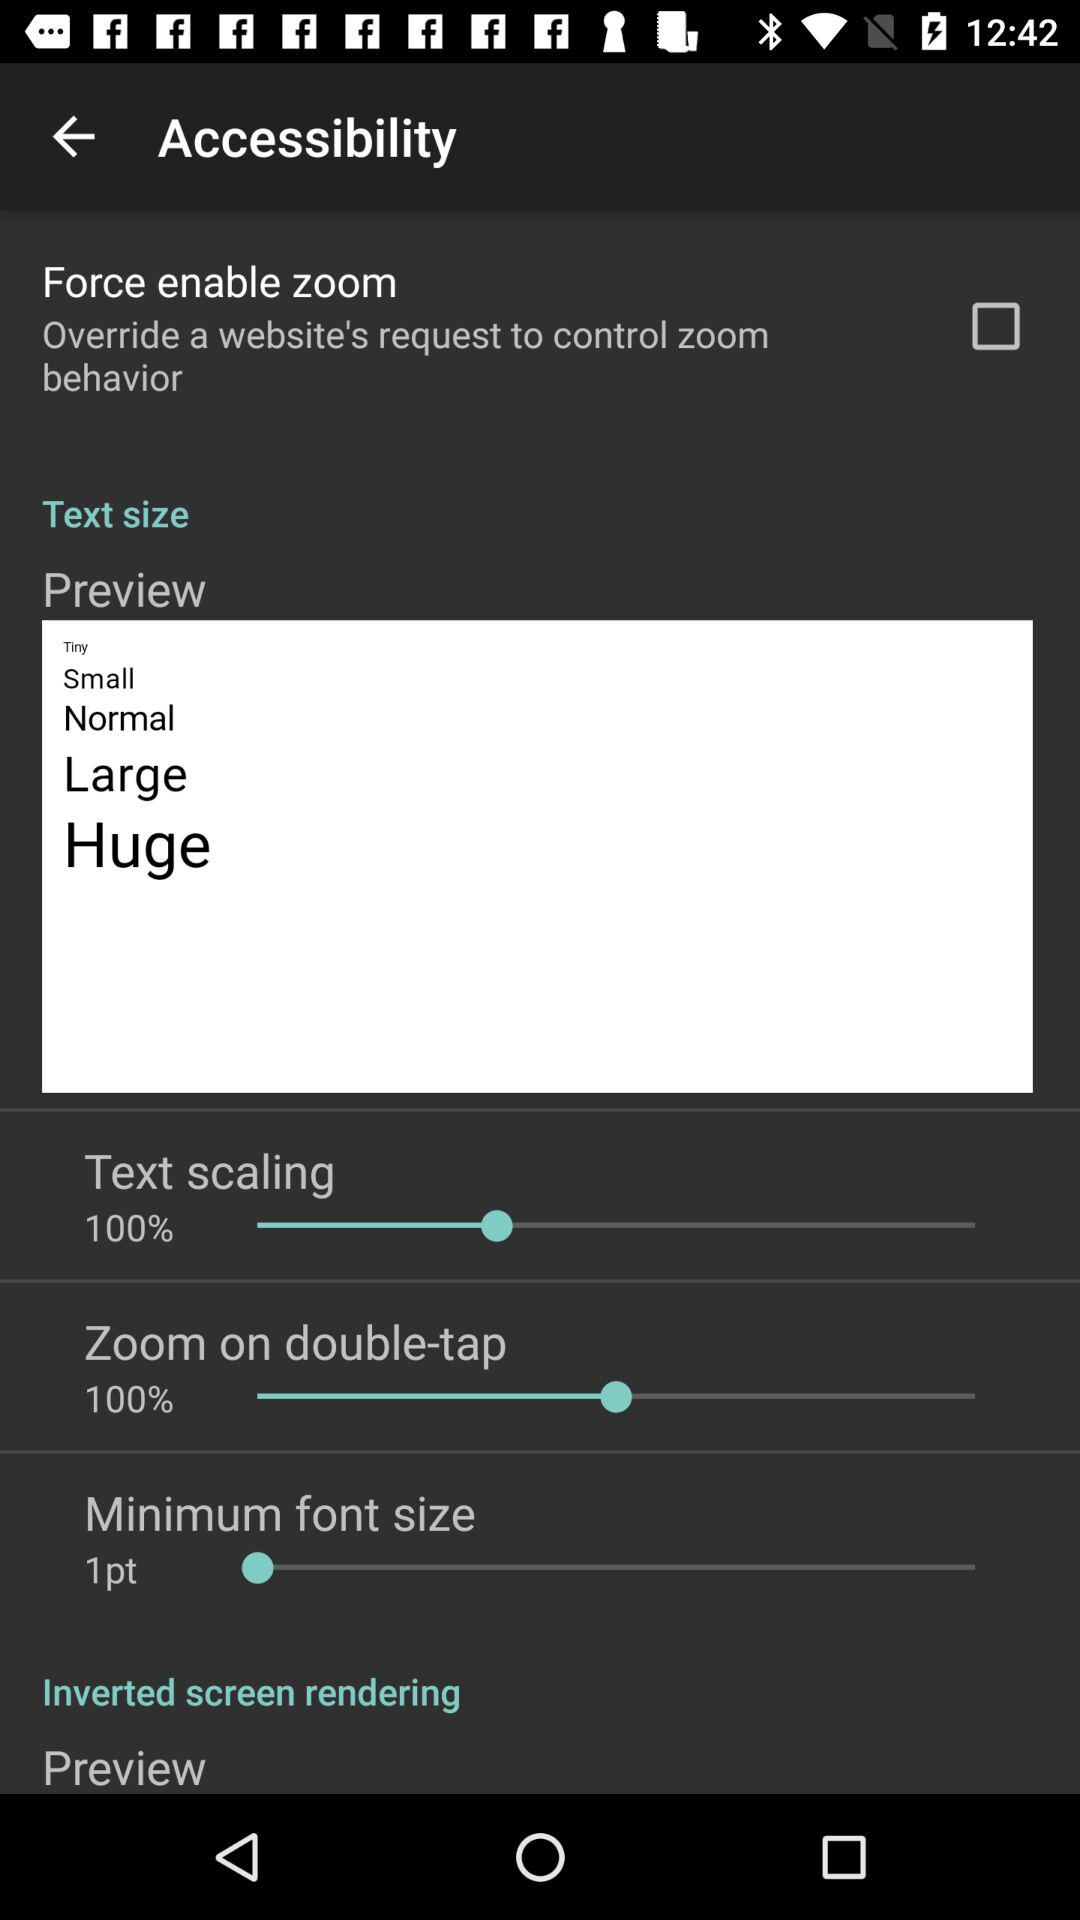 12:42
Accessibility
Force enable zoom
Override a website's request to control zoom
behavior
Text size
Preview
Tiny
Small
Normal
Large
Huge
Text scaling
100%
Zoom on double-tap
100%
Minimum font size
1pt
Inverted screen rendering
Preview